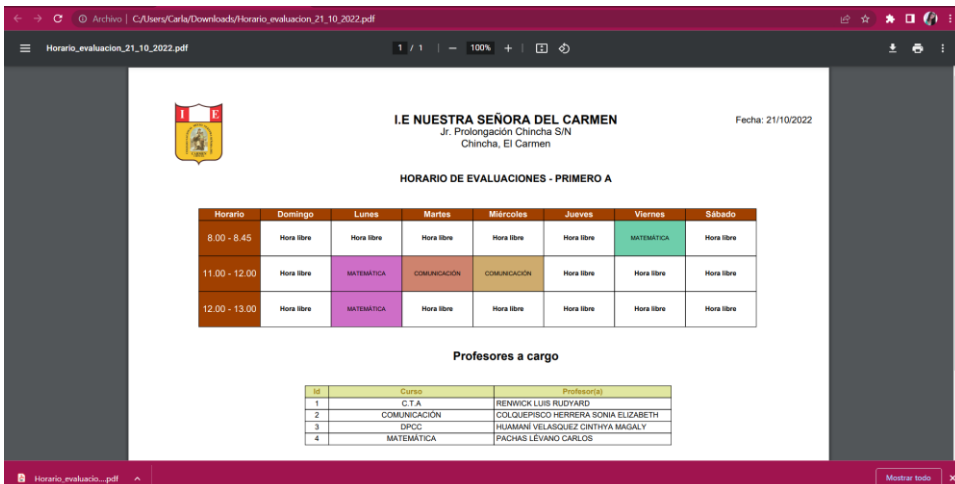 Archivo | C:/Users/Carla/Downloads/Horario_evaluacion_21_10_2022.pdf
Horario_evaluacion_21_10_2022.pdf 1 / 1 | − 100% + |
I E
I.E NUESTRA SEÑORA DEL CARMEN Fecha: 21/10/2022
Jr. Prolongación Chincha S/N
Chincha, El Carmen
HORARIO DE EVALUACIONES - PRIMERO A
Horario Domingo Lunes Martes Miércoles Jueves Viernes Sábado
8.00 - 8.45 Hora libre Hora libre Hora libre Hora libre Hora libre MATEMÁTICA Hora libre
11.00 - 12.00 Hora libre MATEMÁTICA COMUNICACIÓN COMUNICACIÓN Hora libre Hora libre Hora libre
12.00 - 13.00 Hora libre MATEMÁTICA Hora libre Hora libre Hora libre Hora libre Hora libre
Profesores a cargo
Id Curso Profesor(a)
1 C.T.A RENWICK LUIS RUDYARD
2 COMUNICACIÓN COLQUEPISCO HERRERA SONIA ELIZABETH
3 DPCC HUAMANÍ VELASQUEZ CINTHYA MAGALY
4 MATEMÁTICA PACHAS LÉVANO CARLOS
Horario_evaluacio....pdf Mostrar todo